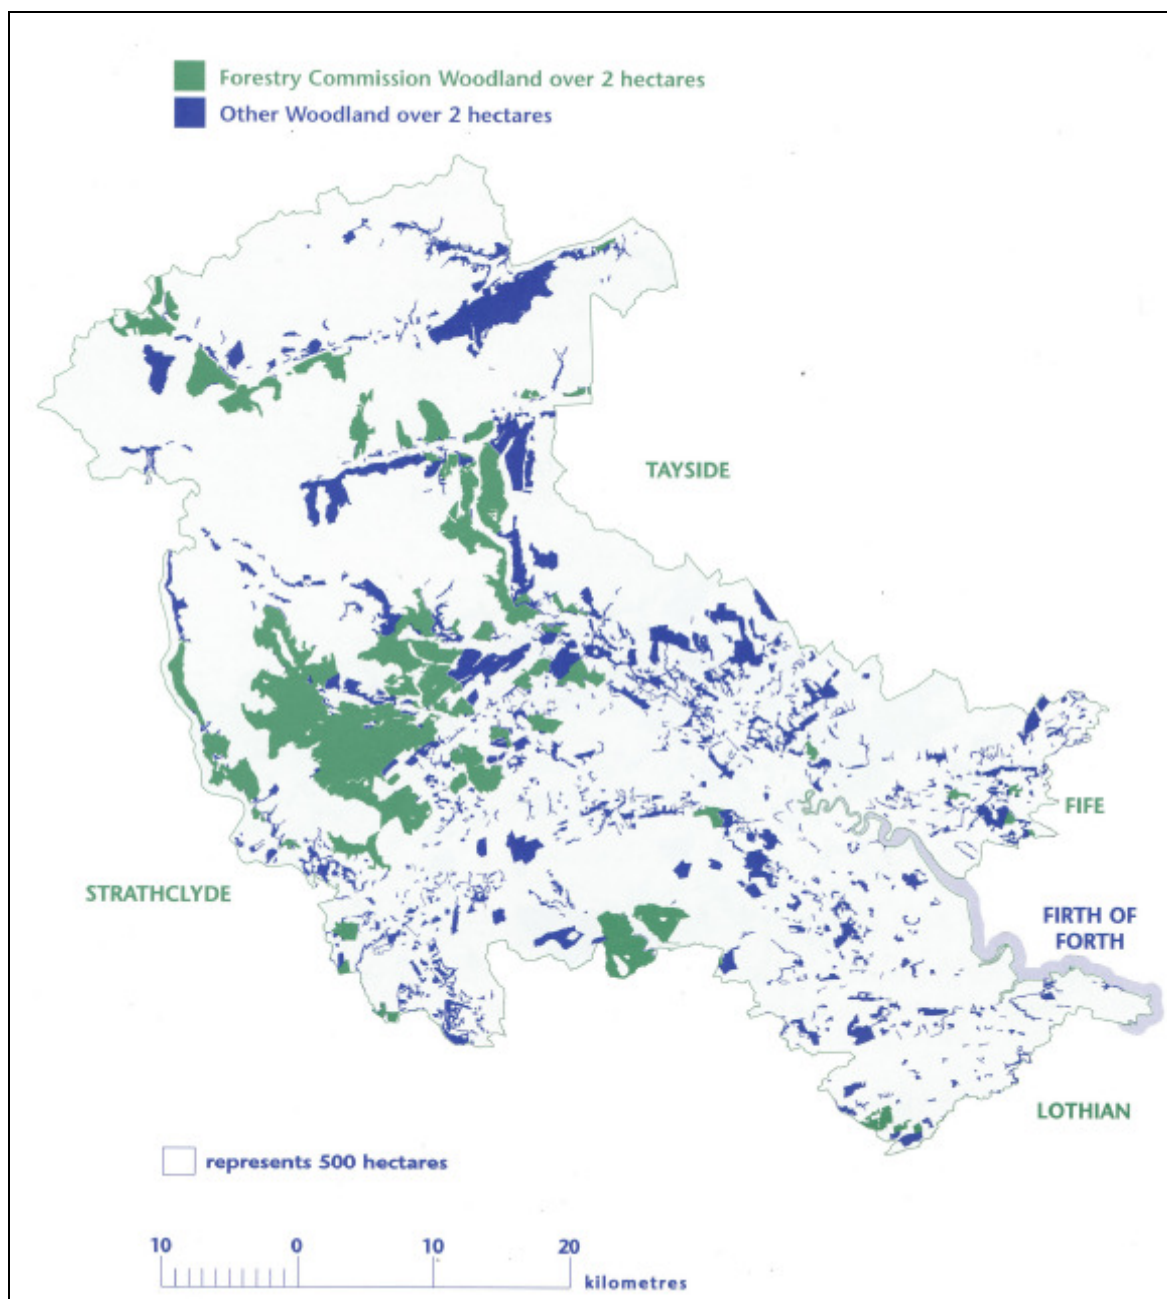 Forestry Commission Woodland over 2 hectares
Other Woodland over 2 hectares
TAYSIDE
FIFE
STRATHCLYDE
FIRTH OF
FORTH
LOTHIAN
represents 500 hectares
10 0 10 20
kilometres